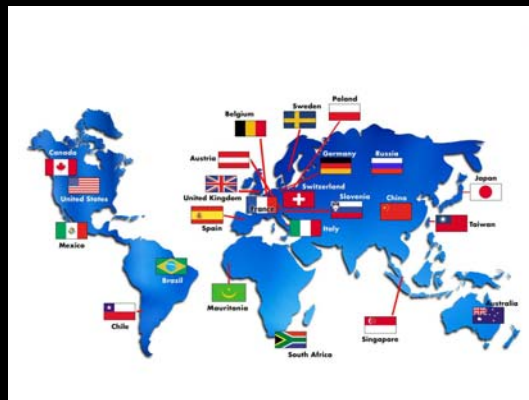 Poland
Sweden
Belgium
Canada
Austria
Germany
Russia
Japan
United States
United Kingdom
Switzerland
France
Slovenia
China
Taiwan
Spain
Italy
Mexico
Brasil
Mauritania
Australia
Chile
South Africa
Singapore